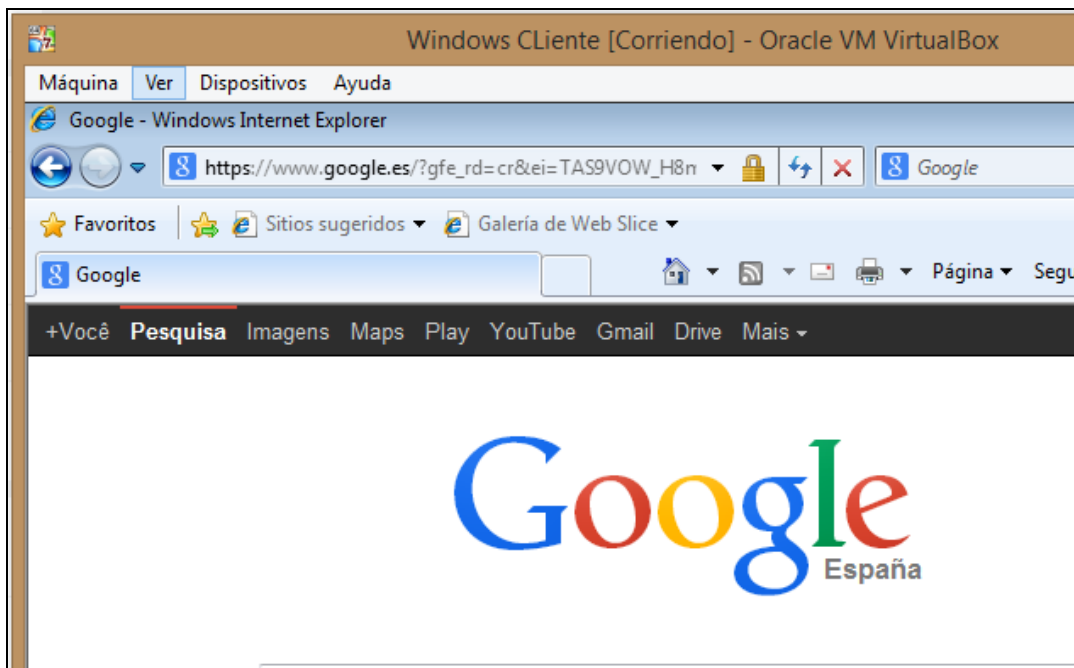 Windows CLiente [Corriendo] - Oracle VM VirtualBox
Máquina Ver Dispositivos Ayuda
Google - Windows Internet Explorer
https://www.google.es/?gfe_rd=cr&ei=TAS9VOW_H8m Google
Favoritos Sitios sugeridos Galería de Web Slice
Google Página Segu
+Você Pesquisa Imagens Maps Play YouTube Gmail Drive Mais
Google
España